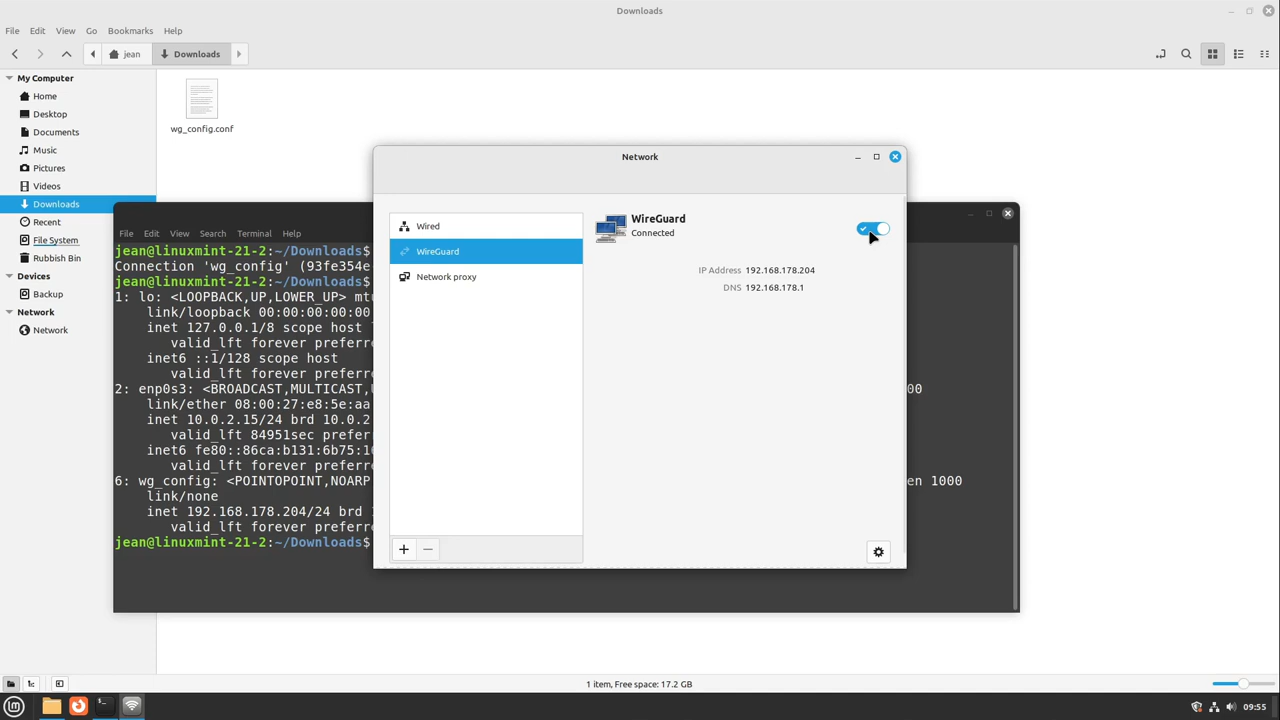 Downloads
File Edit View Go Bookmarks Help
jean Downloads
My Computer
Home
Desktop
Documents
Music
Pictures
Videos
Downloads
Recent
File System
Rubbish Bin
Devices
Backup
Network
Network
wg_config.conf
File Edit View Search Terminal Help
jean@linuxmint-21-2:~/Downloads$
Connection 'wg_config' (93fe354e
jean@linuxmint-21-2:~/Downloads$
1: lo: <LOOPBACK,UP,LOWER_UP> mt
link/loopback 00:00:00:00:00
inet 127.0.0.1/8 scope host
valid_lft forever preferr
inet6 ::1/128 scope host
valid_lft forever preferr
2: enp0s3: <BROADCAST,MULTICAST, 00
link/ether 08:00:27:e8:5e:aa
inet 10.0.2.15/24 brd 10.0.2
valid_lft 84951sec prefer
inet6 fe80::86ca:b131:6b75:1
valid_lft forever preferr
6: wg_config: <POINTOPOINT,NOARP en 1000
link/none
inet 192.168.178.204/24 brd
valid_lft forever preferr
jean@linuxmint-21-2:~/Downloads$
Network
Wired
WireGuard
Network proxy
WireGuard
Connected
IP Address 192.168.178.204
DNS 192.168.178.1
1 item, Free space: 17.2 GB
09:55